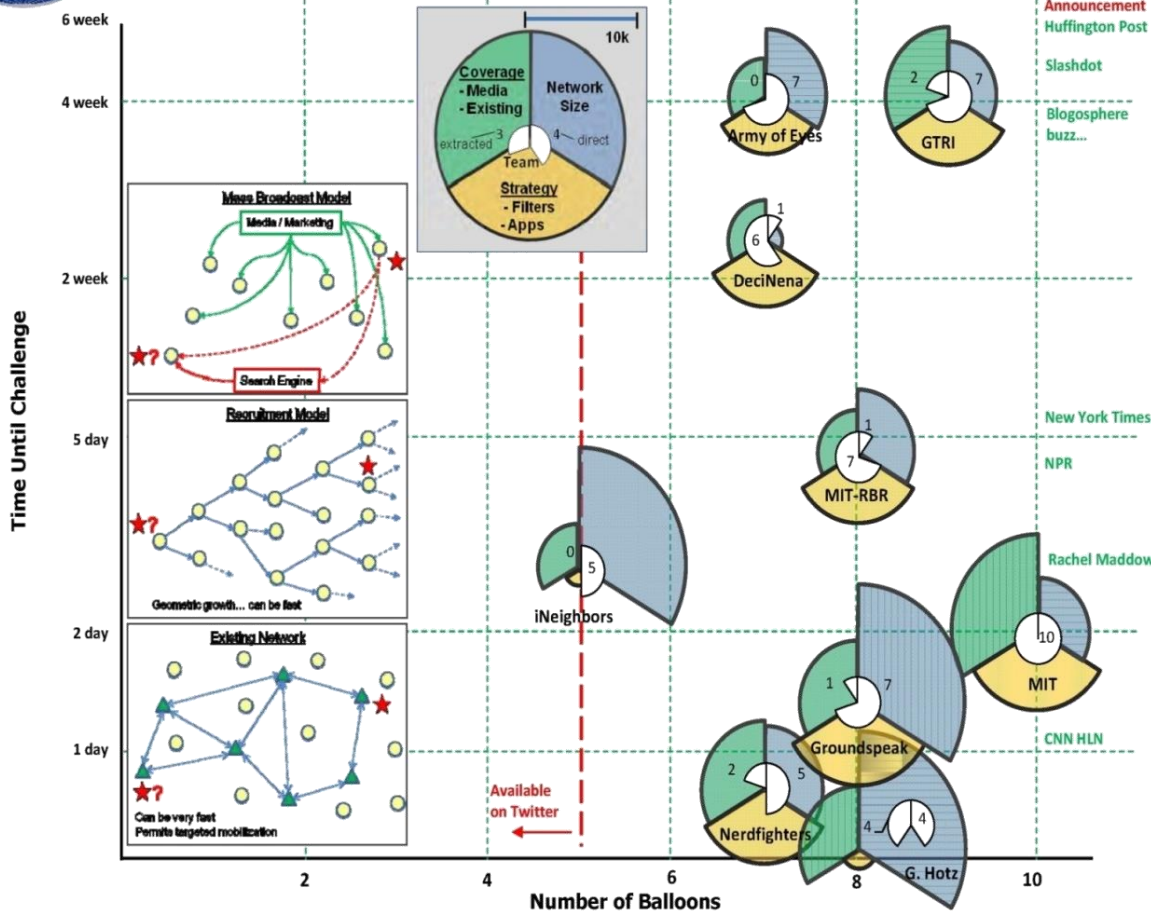 6 week
4 week
2 week
5 day
2 day
1 day
Time Until Challenge
10k
Coverage
- Media
- Existing
Network
Size
extracted
3
4
direct
Team
Strategy
- Filters
- Apps
Mass Broadcast Model
Media / Marketing
?
Search Engine
Recruitment Model
?
Geometric growth... can be fast
Existing Network
?
Can be very fast
Permits targeted mobilization
0
7
Army of Eyes
2
7
GTRI
1
6
DeciNena
1
7
MIT-RBR
0
5
iNeighbors
10
MIT
1
7
Groundspeak
2
5
Nerdfighters
4
4
G. Hotz
Available
on Twitter
Announcement
Huffington Post
Slashdot
Blogosphere
buzz...
New York Times
NPR
Rachel Maddow
CNN HLN
2
4
6
8
10
Number of Balloons